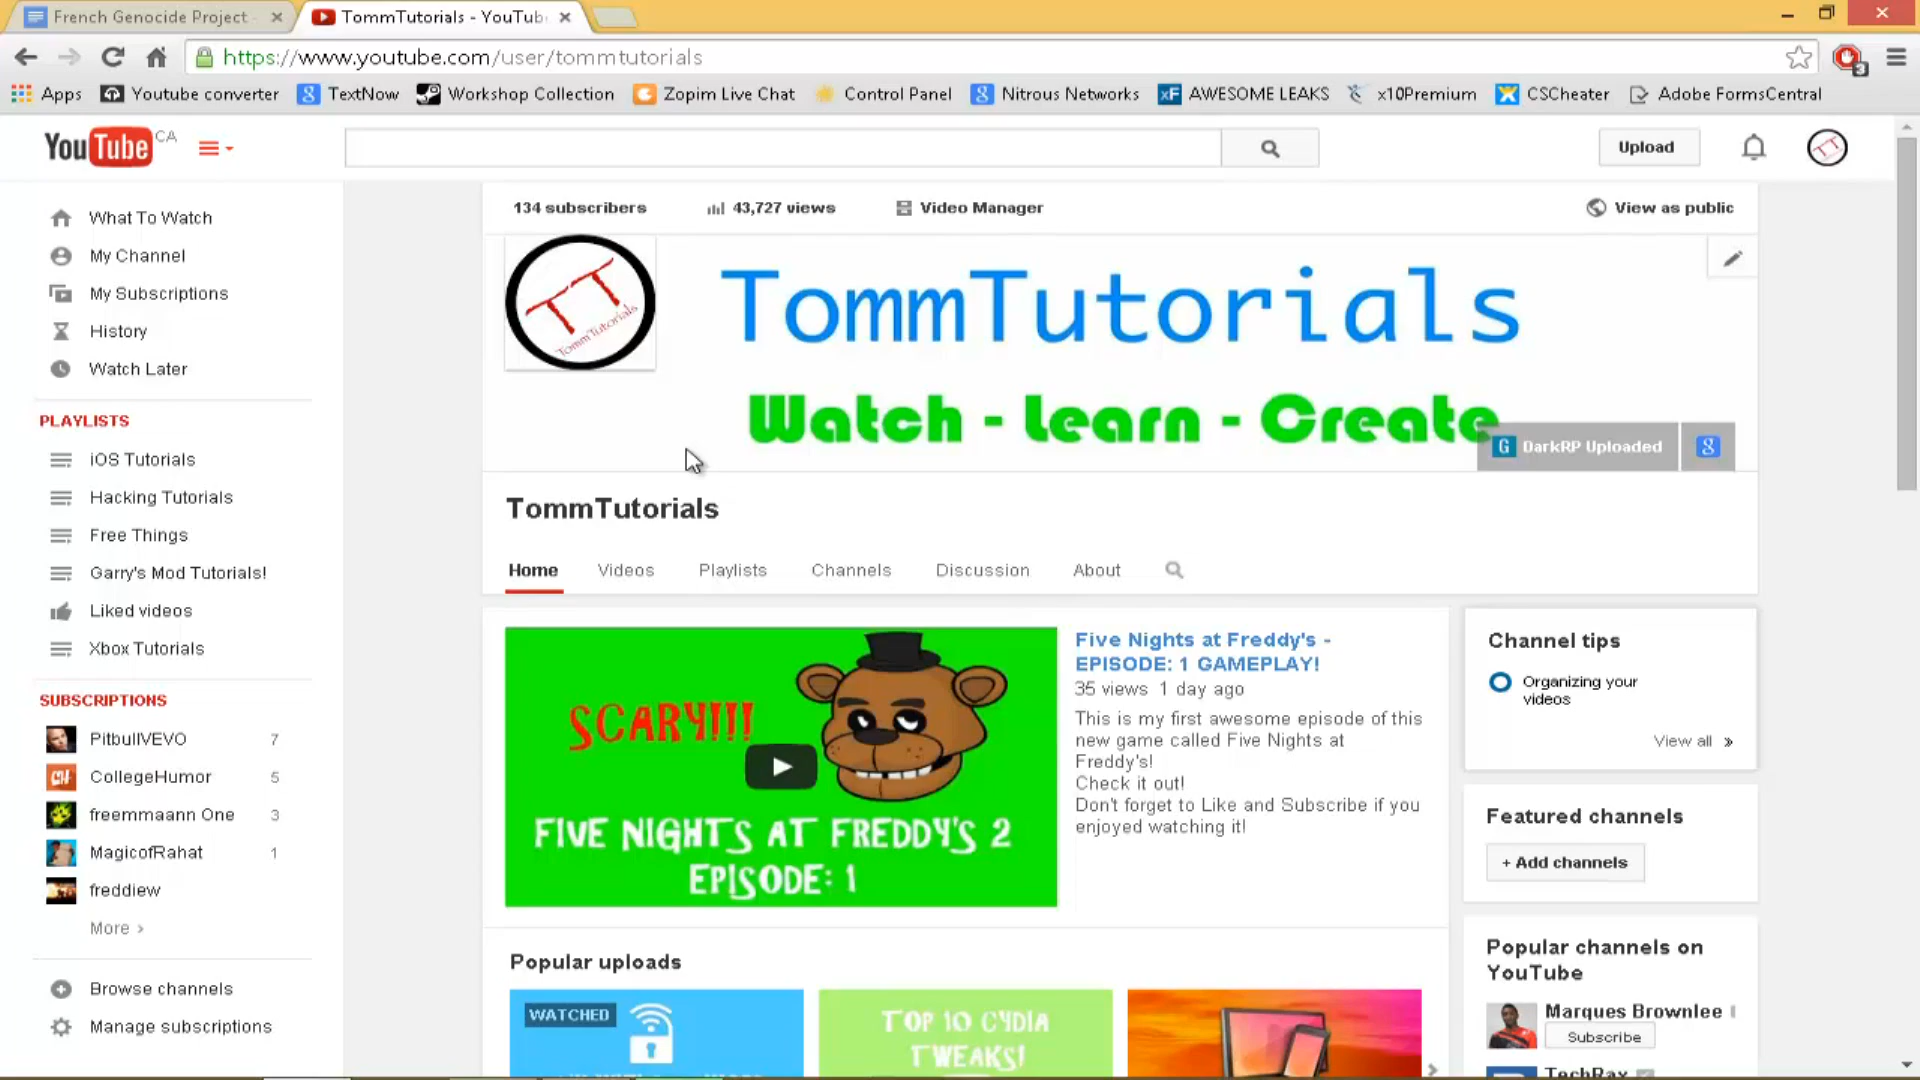 French Genocide Project
TommTutorials - YouTub
https://www.youtube.com/user/tommtutorials
3
Apps
Youtube converter
TextNow
Workshop Collection
Zopim Live Chat
Control Panel
Nitrous Networks
AWESOME LEAKS
x10Premium
CSCheater
Adobe FormsCentral
YouTube CA
Upload
What To Watch
My Channel
My Subscriptions
History
Watch Later
PLAYLISTS
iOS Tutorials
Hacking Tutorials
Free Things
Garry's Mod Tutorials!
Liked videos
Xbox Tutorials
SUBSCRIPTIONS
PitbullVEVO 7
CollegeHumor 5
freemmaann One 3
MagicofRahat 1
freddiew
More ›
Browse channels
Manage subscriptions
134 subscribers
43,727 views
Video Manager
View as public
TT
TommTutorials
TommTutorials
Watch - Learn - Create
G DarkRP Uploaded
8
TommTutorials
Home
Videos
Playlists
Channels
Discussion
About
SCARY!!!
FIVE NIGHTS AT FREDDY'S 2
EPISODE: 1
Five Nights at Freddy's -
EPISODE: 1 GAMEPLAY!
35 views 1 day ago
This is my first awesome episode of this
new game called Five Nights at
Freddy's!
Check it out!
Don't forget to Like and Subscribe if you
enjoyed watching it!
Channel tips
Organizing your
videos
View all »
Featured channels
+ Add channels
Popular channels on
YouTube
Marques Brownlee
Subscribe
TechRax
Popular uploads
WATCHED
TOP 10 CYDIA
TWEAKS!